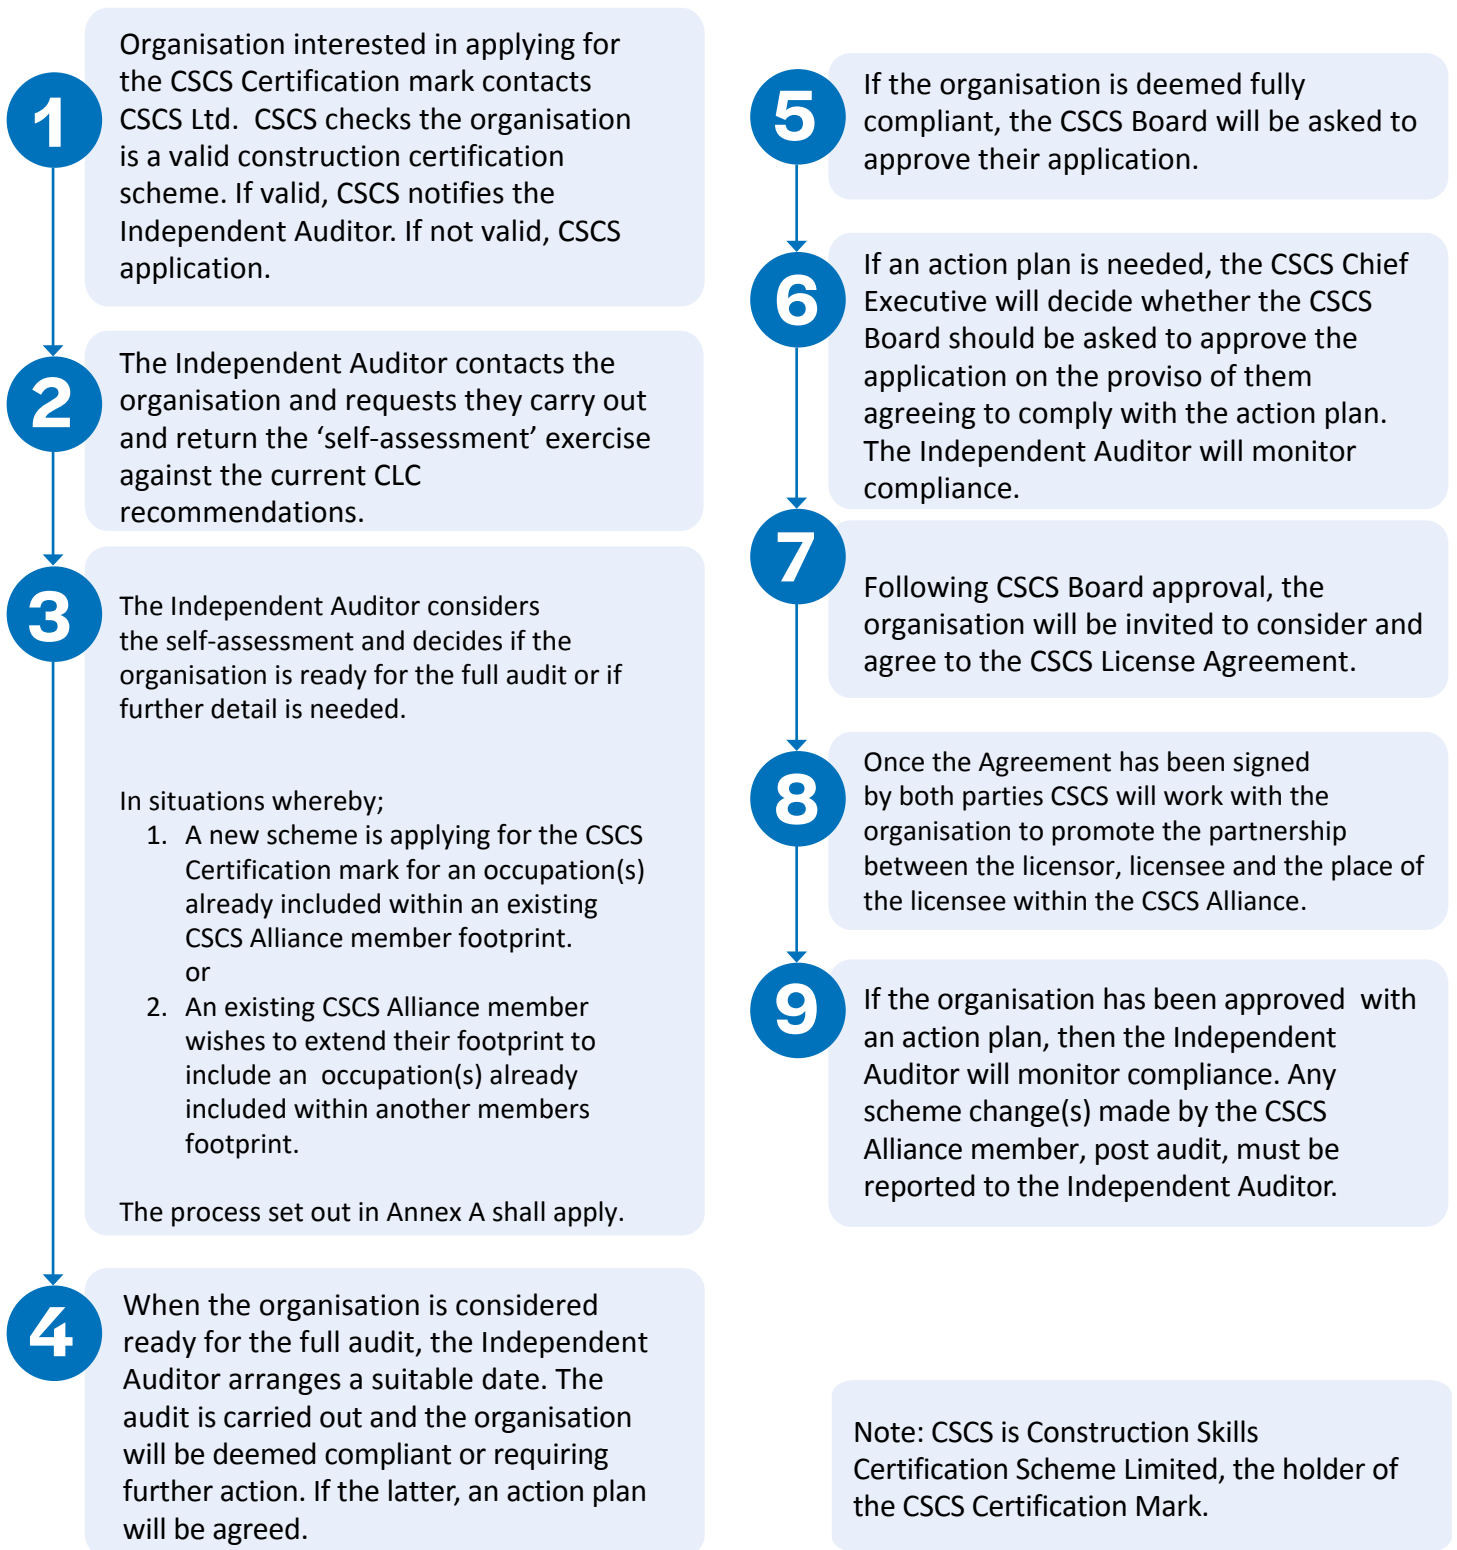 1
Organisation interested in applying for
the CSCS Certification mark contacts
CSCS Ltd.  CSCS checks the organisation
is a valid construction certification
scheme. If valid, CSCS notifies the
Independent Auditor. If not valid, CSCS
application.
2
The Independent Auditor contacts the
organisation and requests they carry out
and return the ‘self-assessment’ exercise
against the current CLC
recommendations.
3
The Independent Auditor considers
the self-assessment and decides if the
organisation is ready for the full audit or if
further detail is needed.
In situations whereby;
1. A new scheme is applying for the CSCS
Certification mark for an occupation(s)
already included within an existing
CSCS Alliance member footprint.
or
2. An existing CSCS Alliance member
wishes to extend their footprint to
include an  occupation(s) already
included within another members
footprint.
The process set out in Annex A shall apply.
4
When the organisation is considered
ready for the full audit, the Independent
Auditor arranges a suitable date. The
audit is carried out and the organisation
will be deemed compliant or requiring
further action. If the latter, an action plan
will be agreed.
5
If the organisation is deemed fully
compliant, the CSCS Board will be asked to
approve their application.
6
If an action plan is needed, the CSCS Chief
Executive will decide whether the CSCS
Board should be asked to approve the
application on the proviso of them
agreeing to comply with the action plan.
The Independent Auditor will monitor
compliance.
7
Following CSCS Board approval, the
organisation will be invited to consider and
agree to the CSCS License Agreement.
8
Once the Agreement has been signed
by both parties CSCS will work with the
organisation to promote the partnership
between the licensor, licensee and the place of
the licensee within the CSCS Alliance.
9
If the organisation has been approved  with
an action plan, then the Independent
Auditor will monitor compliance. Any
scheme change(s) made by the CSCS
Alliance member, post audit, must be
reported to the Independent Auditor.
Note: CSCS is Construction Skills
Certification Scheme Limited, the holder of
the CSCS Certification Mark.